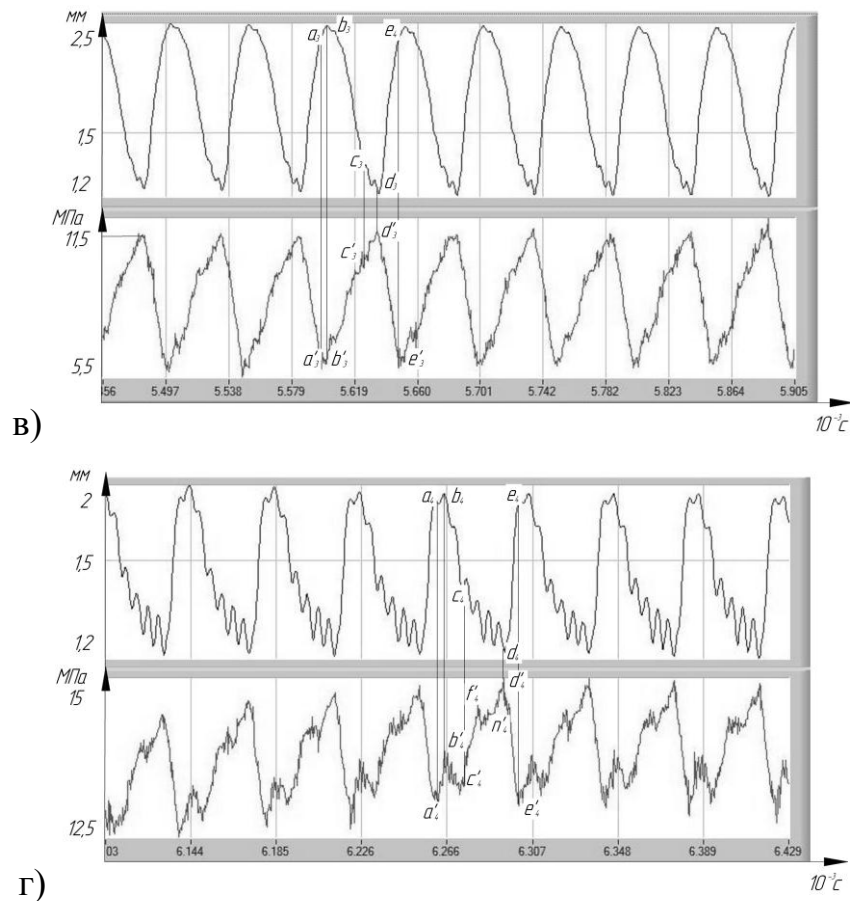 мм
2,5
a₃ b₃ e₄
1,5
c₃
1,2
d₃
МПа
11,5
d'₃
c'₃
5,5
a'₃ b'₃ e'₃
456 5.497 5.538 5.579 5.619 5.660 5.701 5.742 5.782 5.823 5.864 5.905
в)
10⁻³с
мм
2
a₄ b₄ e₄
1,5
c₄
1,2
d₄
МПа
15
d'₄
f'₄
n'₄
b'₄
c'₄
a'₄ e'₄
12,5
03 6.144 6.185 6.226 6.266 6.307 6.348 6.389 6.429
г)
10⁻³с